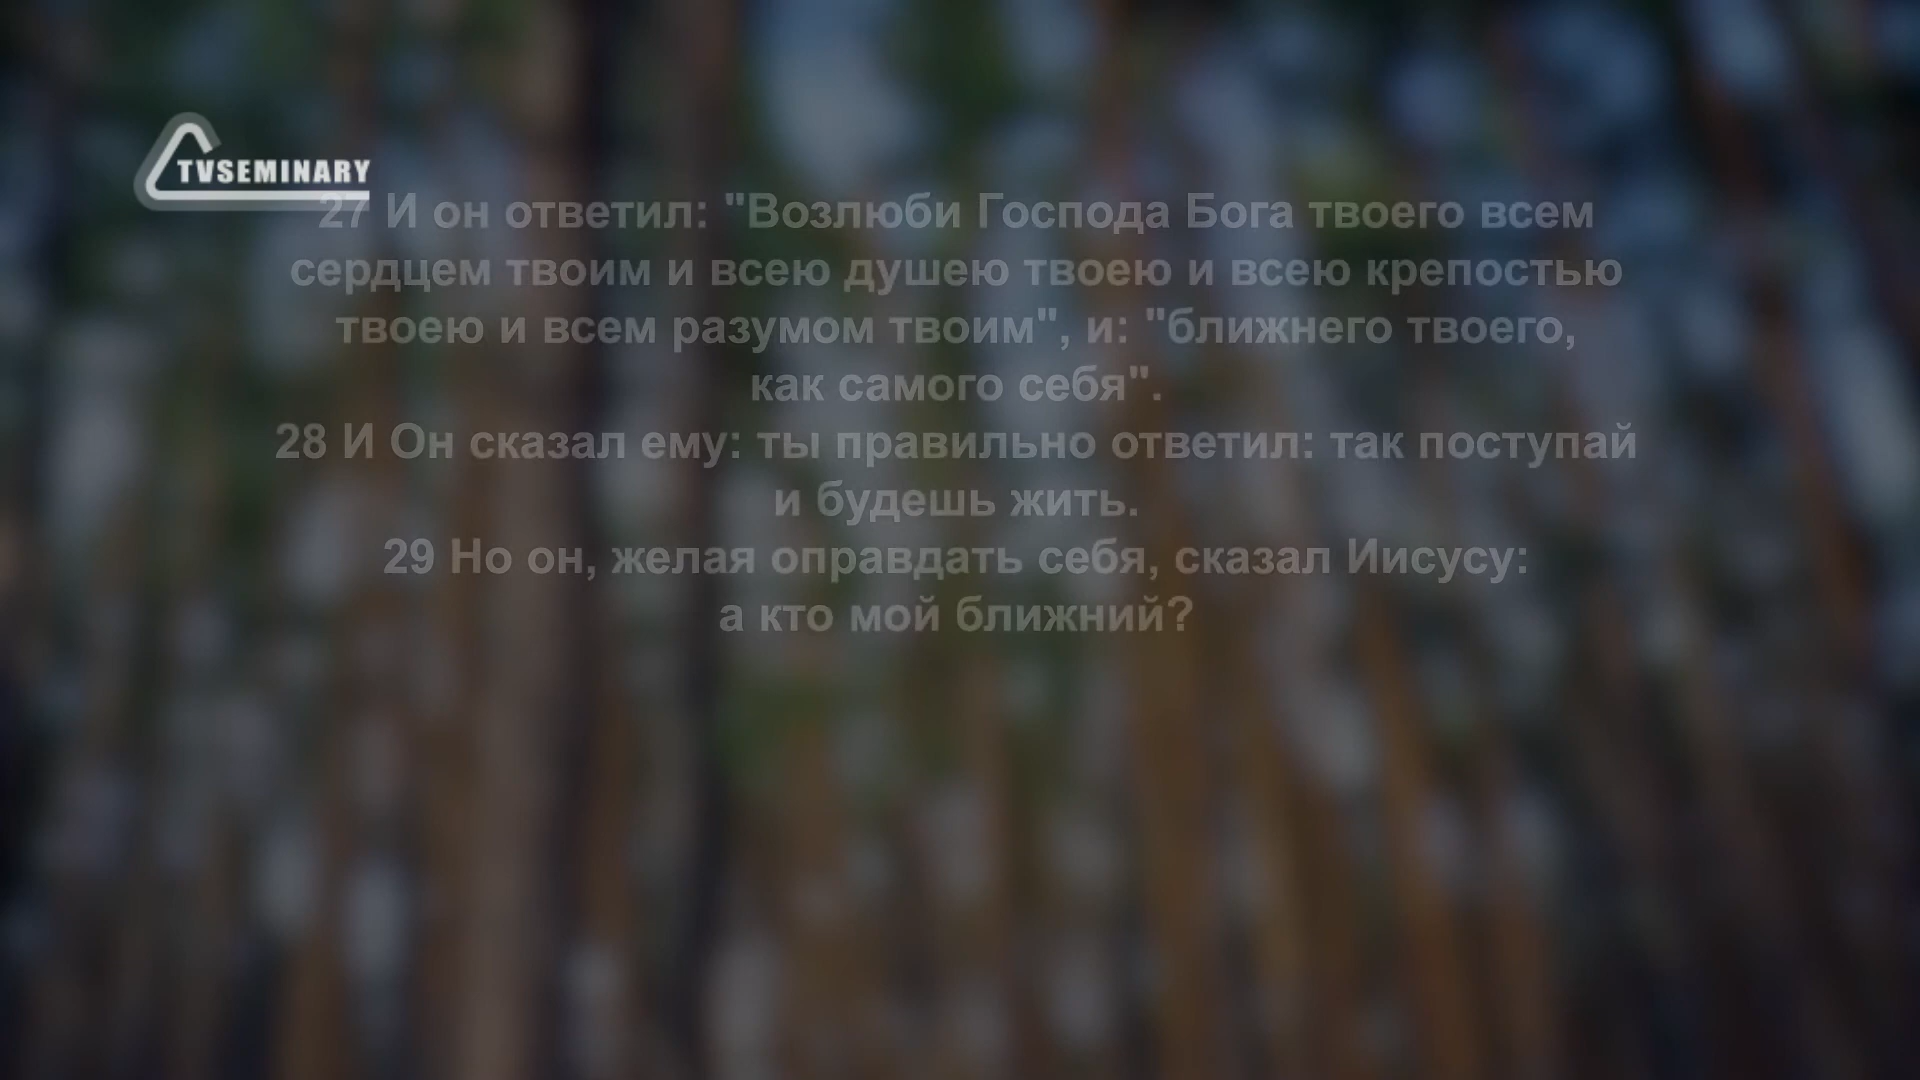 TVSEMINARY
27 И он ответил: "Возлюби Господа Бога твоего всем
сердцем твоим и всею душею твоею и всею крепостью
твоею и всем разумом твоим", и: "ближнего твоего,
как самого себя".
28 И Он сказал ему: ты правильно ответил: так поступай
и будешь жить.
29 Но он, желая оправдать себя, сказал Иисусу:
а кто мой ближний?